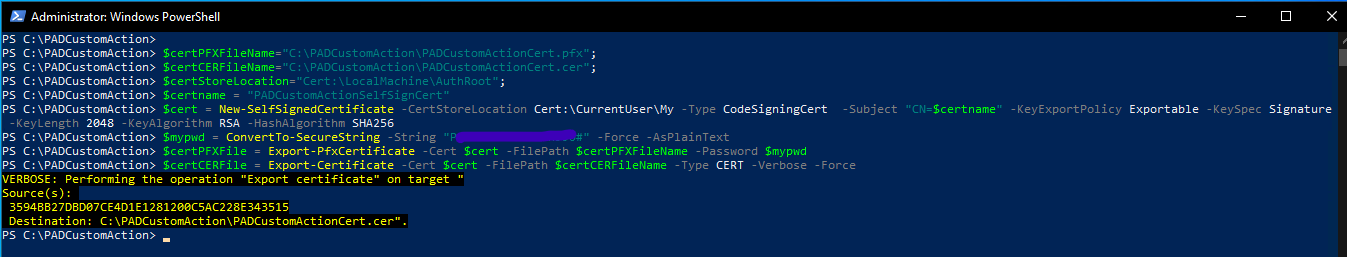 Administrator: Windows PowerShell
PS C:\PADCustomAction>
PS C:\PADCustomAction> $certPFXFileName="C:\PADCustomAction\PADCustomActionCert.pfx";
PS C:\PADCustomAction> $certCERFileName="C:\PADCustomAction\PADCustomActionCert.cer";
PS C:\PADCustomAction> $certStoreLocation="Cert:\LocalMachine\AuthRoot";
PS C:\PADCustomAction> $certname = "PADCustomActionSelfSignCert"
PS C:\PADCustomAction> $cert = New-SelfSignedCertificate -CertStoreLocation Cert:\CurrentUser\My -Type CodeSigningCert  -Subject "CN=$certname" -KeyExportPolicy Exportable -KeySpec Signature
-KeyLength 2048 -KeyAlgorithm RSA -HashAlgorithm SHA256
PS C:\PADCustomAction> $mypwd = ConvertTo-SecureString -String "P #" -Force -AsPlainText
PS C:\PADCustomAction> $certPFXFile = Export-PfxCertificate -Cert $cert -FilePath $certPFXFileName -Password $mypwd
PS C:\PADCustomAction> $certCERFile = Export-Certificate -Cert $cert -FilePath $certCERFileName -Type CERT -Verbose -Force
VERBOSE: Performing the operation "Export certificate" on target "
Source(s):
3594BB27DBD07CE4D1E1281200C5AC228E343515
Destination: C:\PADCustomAction\PADCustomActionCert.cer".
PS C:\PADCustomAction>